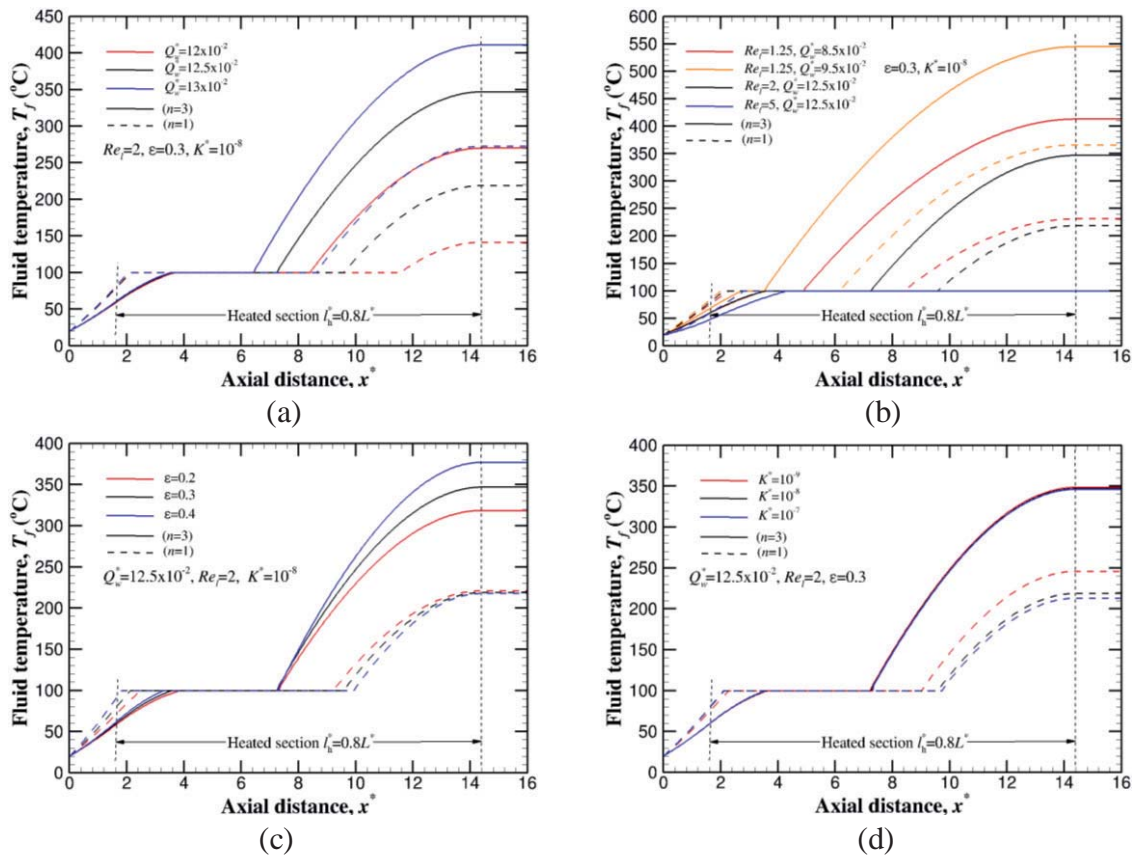 Fluid temperature, T_f (°C)
400
350
300
250
200
150
100
50
0
Q*_w=12x10⁻²
Q*_w=12.5x10⁻²
Q*_w=13x10⁻²
(n=3)
(n=1)
Re_l=2, ε=0.3, K*=10⁻⁸
Heated section l*_h=0.8L*
0 2 4 6 8 10 12 14 16
Axial distance, x*
(a)
Fluid temperature, T_f (°C)
600
550
500
450
400
350
300
250
200
150
100
50
0
Re_l=1.25, Q*_w=8.5x10⁻²
Re_l=1.25, Q*_w=9.5x10⁻²
Re_l=2, Q*_w=12.5x10⁻²
Re_l=5, Q*_w=12.5x10⁻²
(n=3)
(n=1)
ε=0.3, K*=10⁻⁸
Heated section l*_h=0.8L*
0 2 4 6 8 10 12 14 16
Axial distance, x*
(b)
Fluid temperature, T_f (°C)
400
350
300
250
200
150
100
50
0
ε=0.2
ε=0.3
ε=0.4
(n=3)
(n=1)
Q*_w=12.5x10⁻², Re_l=2, K*=10⁻⁸
Heated section l*_h=0.8L*
0 2 4 6 8 10 12 14 16
Axial distance, x*
(c)
Fluid temperature, T_f (°C)
400
350
300
250
200
150
100
50
0
K*=10⁻⁹
K*=10⁻⁸
K*=10⁻⁷
(n=3)
(n=1)
Q*_w=12.5x10⁻², Re_l=2, ε=0.3
Heated section l*_h=0.8L*
0 2 4 6 8 10 12 14 16
Axial distance, x*
(d)